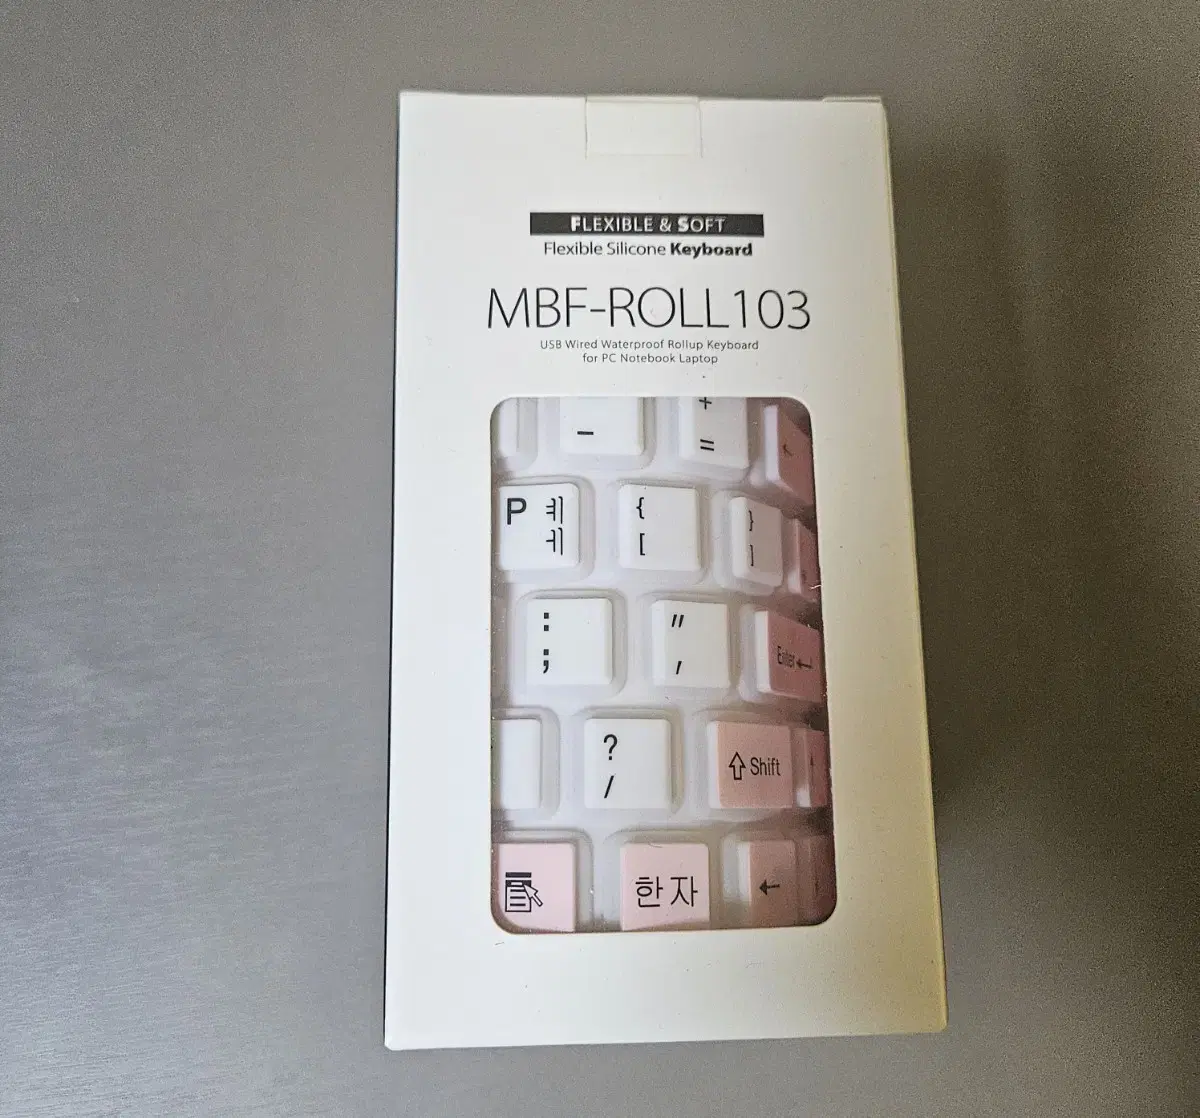 FLEXIBLE & SOFT
Flexible Silicone Keyboard
MBF-ROLL103
USB Wired Waterproof Rollup Keyboard
for PC Notebook Laptop
- + =
P ㅖ ㅔ { [ } ]
: ; " , Enter
? / Shift
한자 ←